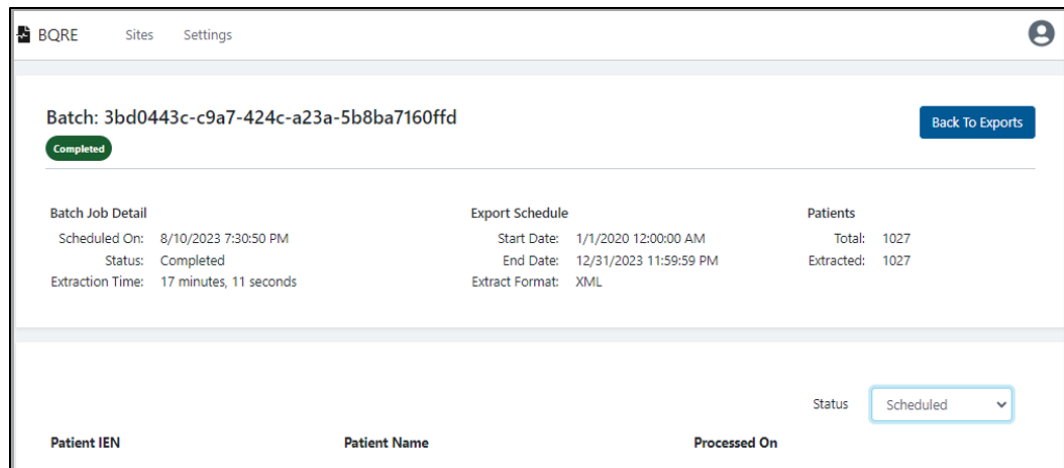 BQRE Sites Settings
Batch: 3bd0443c-c9a7-424c-a23a-5b8ba7160ffd
Back To Exports
Completed
Batch Job Detail
Scheduled On: 8/10/2023 7:30:50 PM
Status: Completed
Extraction Time: 17 minutes, 11 seconds
Export Schedule
Start Date: 1/1/2020 12:00:00 AM
End Date: 12/31/2023 11:59:59 PM
Extract Format: XML
Patients
Total: 1027
Extracted: 1027
Status Scheduled
Patient IEN Patient Name Processed On